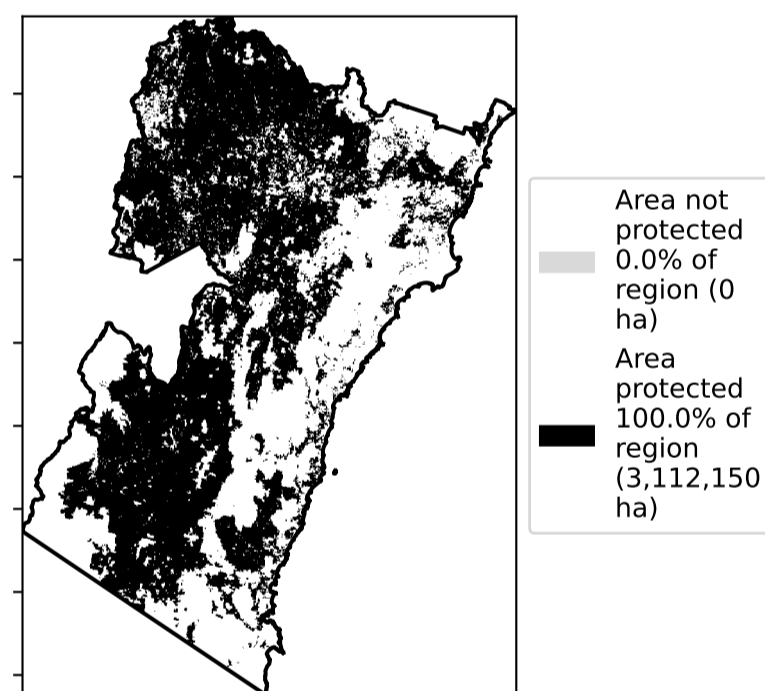 Area not
protected
0.0% of
region (0
ha)
Area
protected
100.0% of
region
(3,112,150
ha)